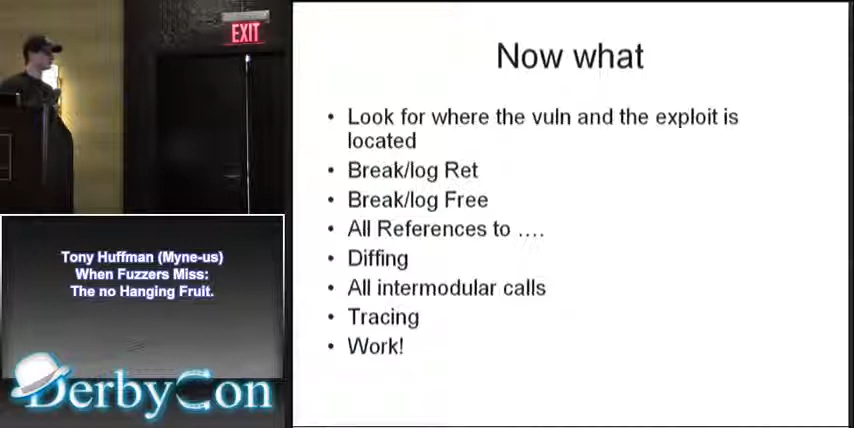 EXIT
Now what
• Look for where the vuln and the exploit is
located
• Break/log Ret
• Break/log Free
• All References to ....
• Diffing
• All intermodular calls
• Tracing
• Work!
Tony Huffman (Myne-us)
When Fuzzers Miss:
The no Hanging Fruit.
DerbyCon